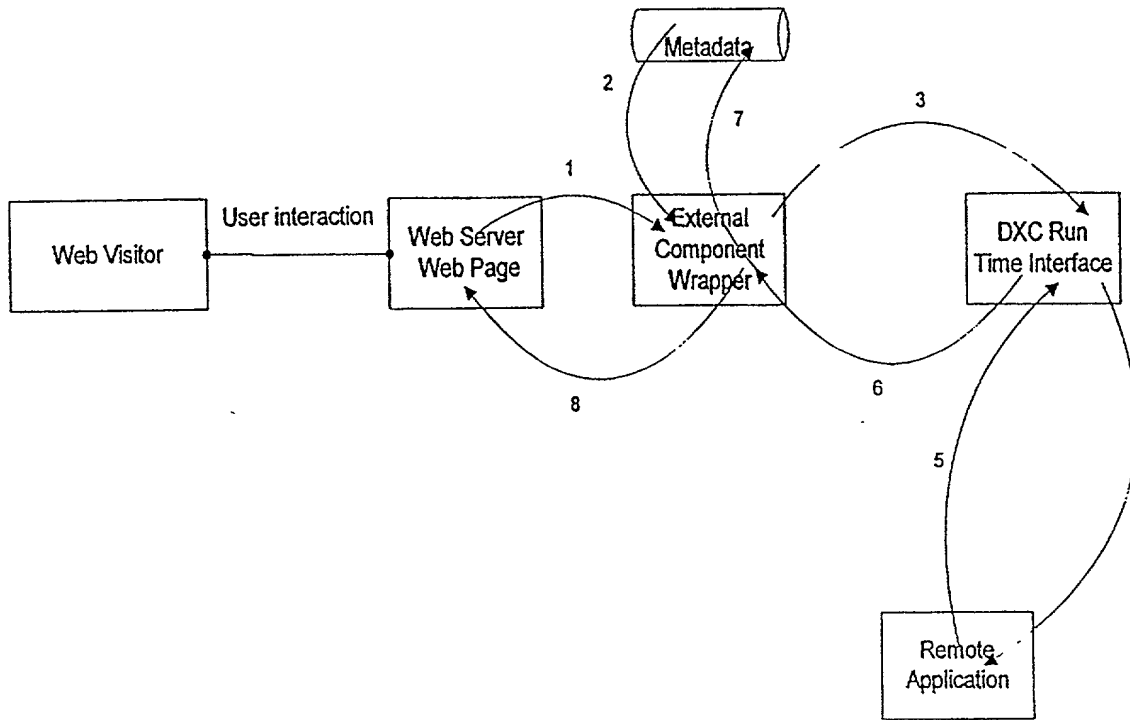 Metadata
2
7
3
1
User interaction
Web Visitor
Web Server
Web Page
External
Component
Wrapper
DXC Run
Time Interface
8
6
5
Remote
Application